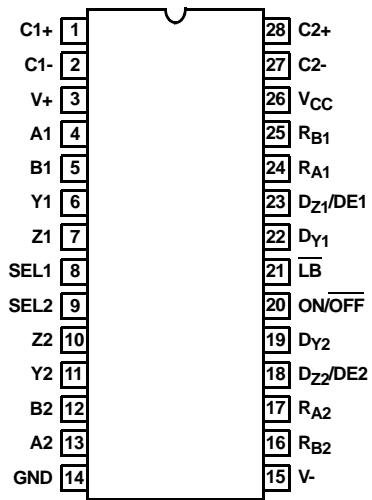 C1+ 1 28 C2+
C1- 2 27 C2-
V+ 3 26 VCC
A1 4 25 RB1
B1 5 24 RA1
Y1 6 23 DZ1/DE1
Z1 7 22 DY1
SEL1 8 21 L̅B̅
SEL2 9 20 ON/O̅F̅F̅
Z2 10 19 DY2
Y2 11 18 DZ2/DE2
B2 12 17 RA2
A2 13 16 RB2
GND 14 15 V-